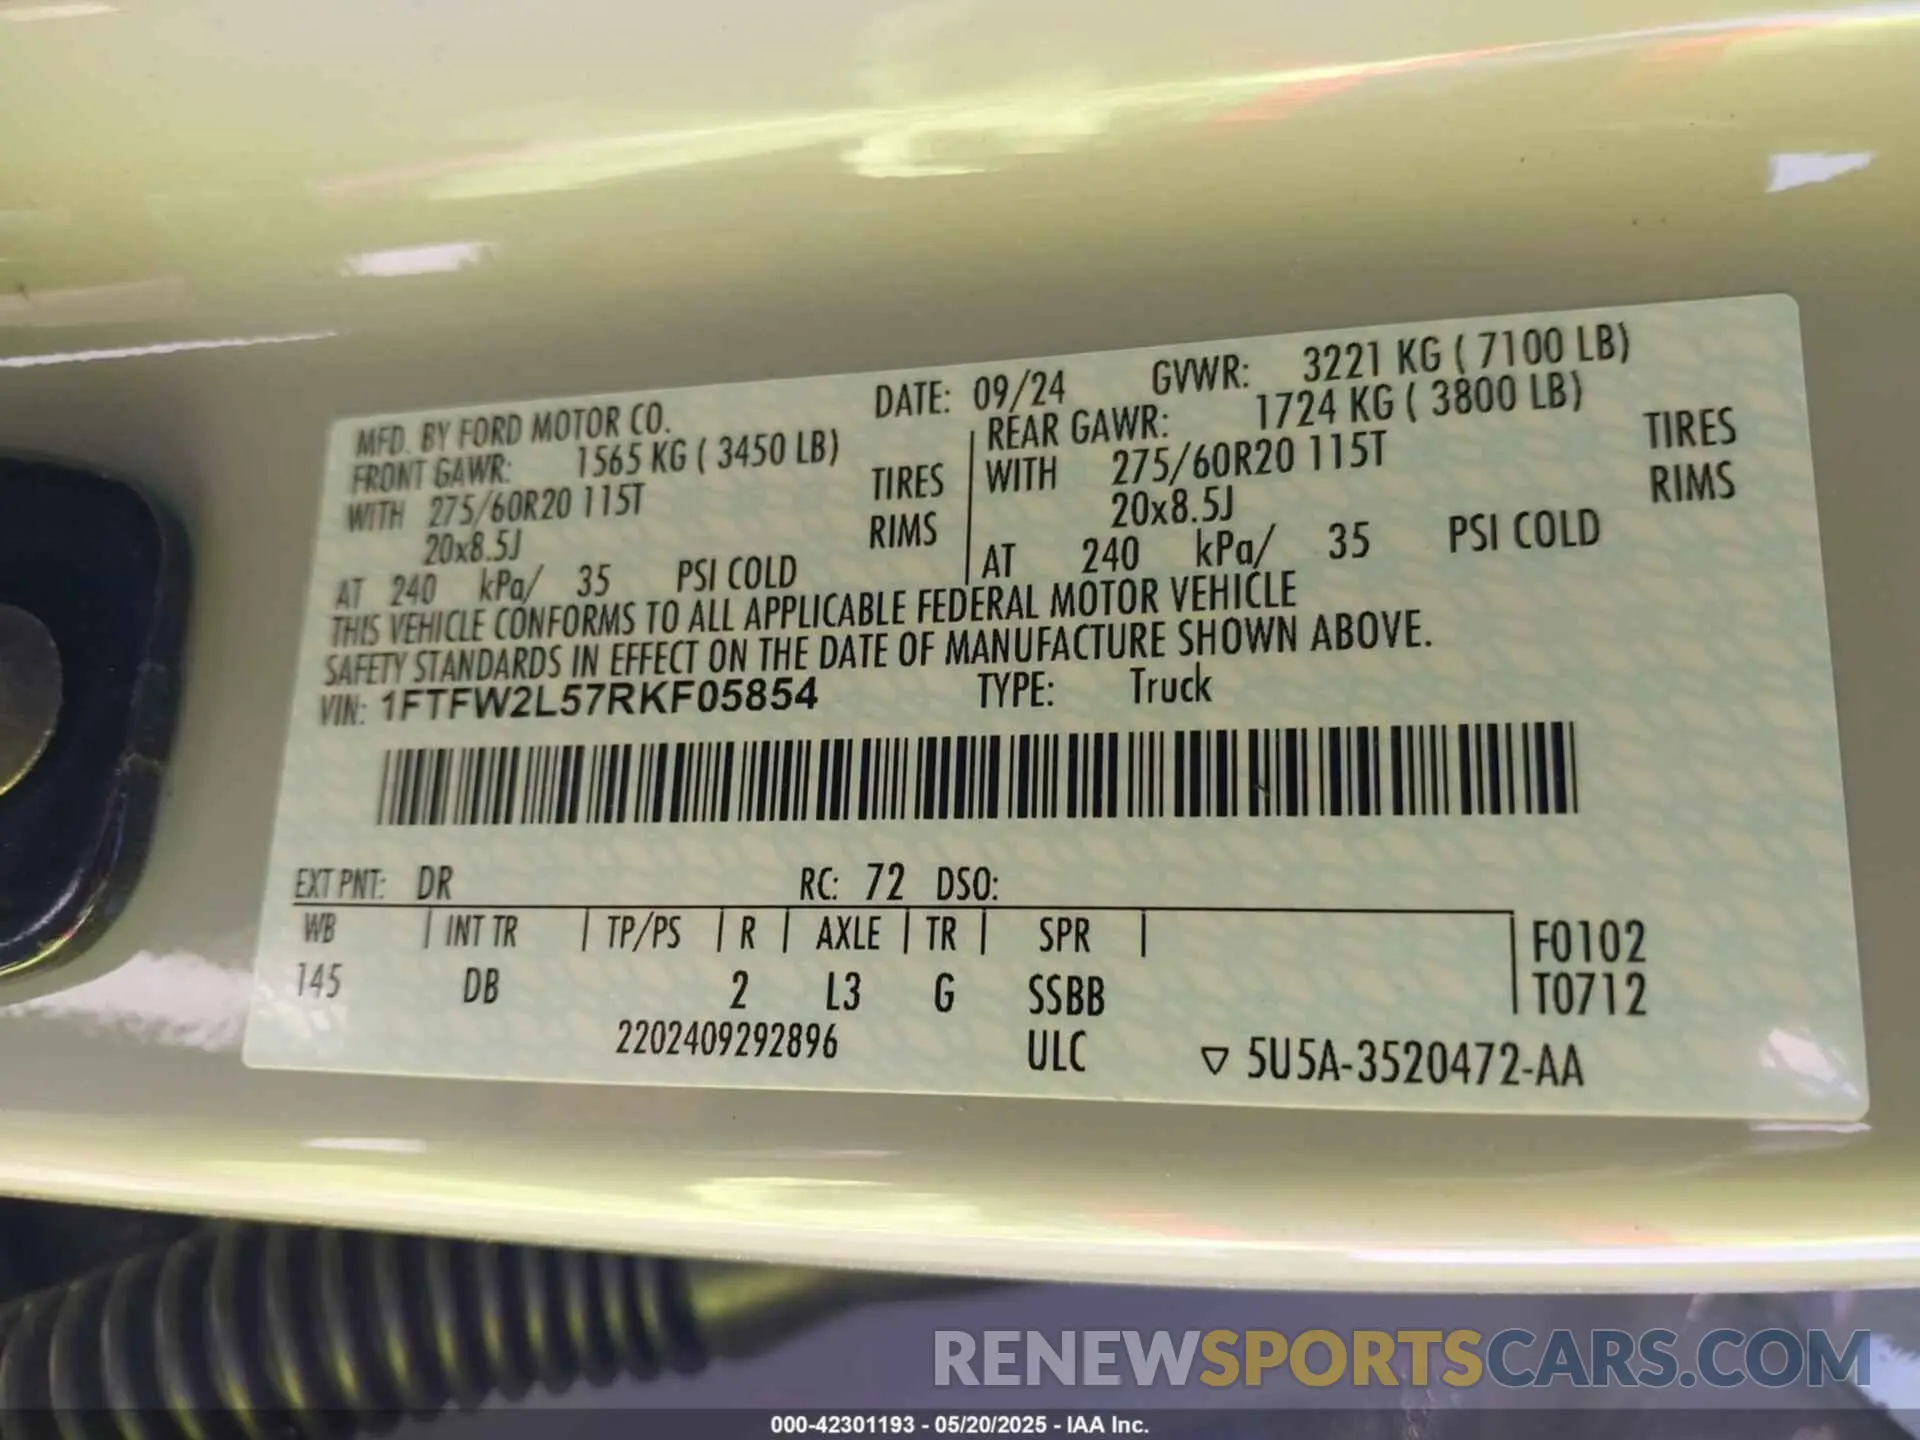 MFD. BY FORD MOTOR CO. DATE: 09/24 GVWR: 3221 KG ( 7100 LB)
FRONT GAWR: 1565 KG ( 3450 LB) REAR GAWR: 1724 KG ( 3800 LB)
WITH 275/60R20 115T TIRES WITH 275/60R20 115T TIRES
20x8.5J RIMS 20x8.5J RIMS
AT 240 kPa/ 35 PSI COLD AT 240 kPa/ 35 PSI COLD
THIS VEHICLE CONFORMS TO ALL APPLICABLE FEDERAL MOTOR VEHICLE
SAFETY STANDARDS IN EFFECT ON THE DATE OF MANUFACTURE SHOWN ABOVE.
VIN: 1FTFW2L57RKF05854 TYPE: Truck
EXT PNT: DR RC: 72 DSO:
WB | INT TR | TP/PS | R | AXLE | TR | SPR | F0102
145 DB 2 L3 G SSBB T0712
2202409292896 ULC ▽ 5U5A-3520472-AA
RENEWSPORTSCARS.COM
000-42301193 - 05/20/2025 - IAA Inc.